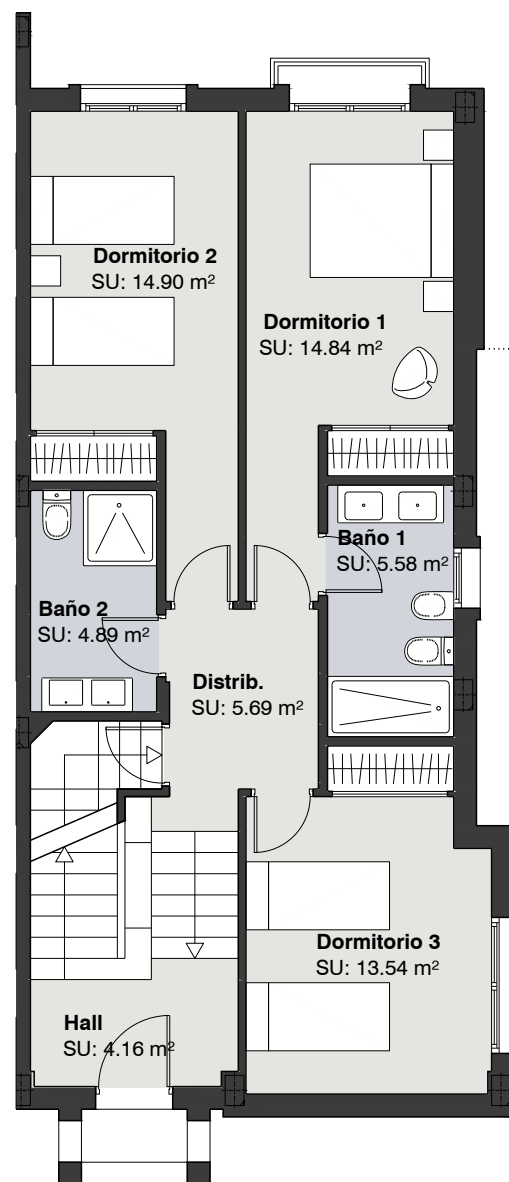 Dormitorio 2
SU: 14.90 m²
Dormitorio 1
SU: 14.84 m²
Baño 1
SU: 5.58 m²
Baño 2
SU: 4.89 m²
Distrib.
SU: 5.69 m²
Dormitorio 3
SU: 13.54 m²
Hall
SU: 4.16 m²